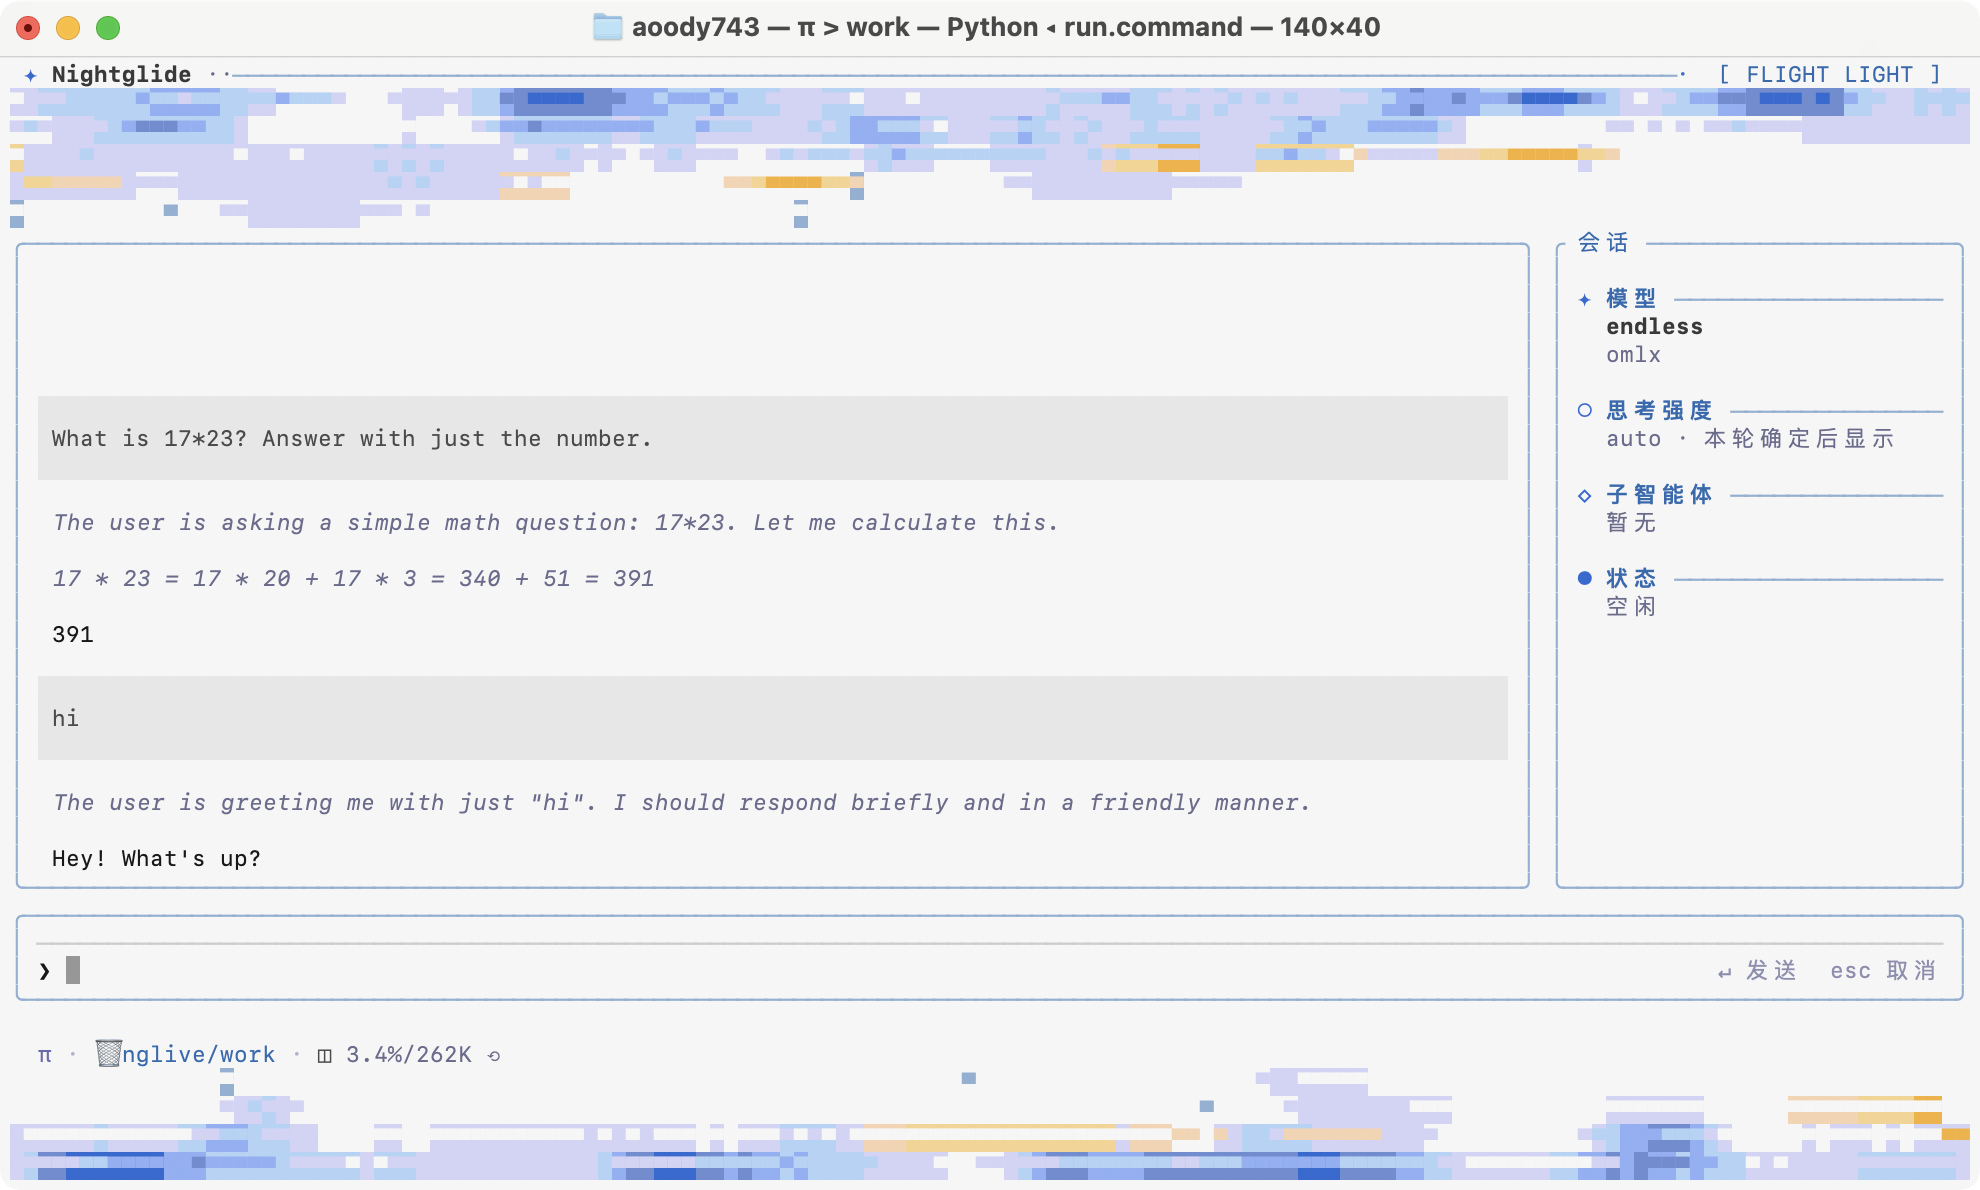 aoody743 — π > work — Python ◂ run.command — 140×40
✦ Nightglide ·· · [ FLIGHT LIGHT ]
What is 17*23? Answer with just the number.
The user is asking a simple math question: 17*23. Let me calculate this.
17 * 23 = 17 * 20 + 17 * 3 = 340 + 51 = 391
391
hi
The user is greeting me with just "hi". I should respond briefly and in a friendly manner.
Hey! What's up?
会话
✦ 模型
endless
omlx
○ 思考强度
auto · 本轮确定后显示
◇ 子智能体
暂无
● 状态
空闲
❯ ↵ 发送 esc 取消
π · nglive/work · ◫ 3.4%/262K ⟲